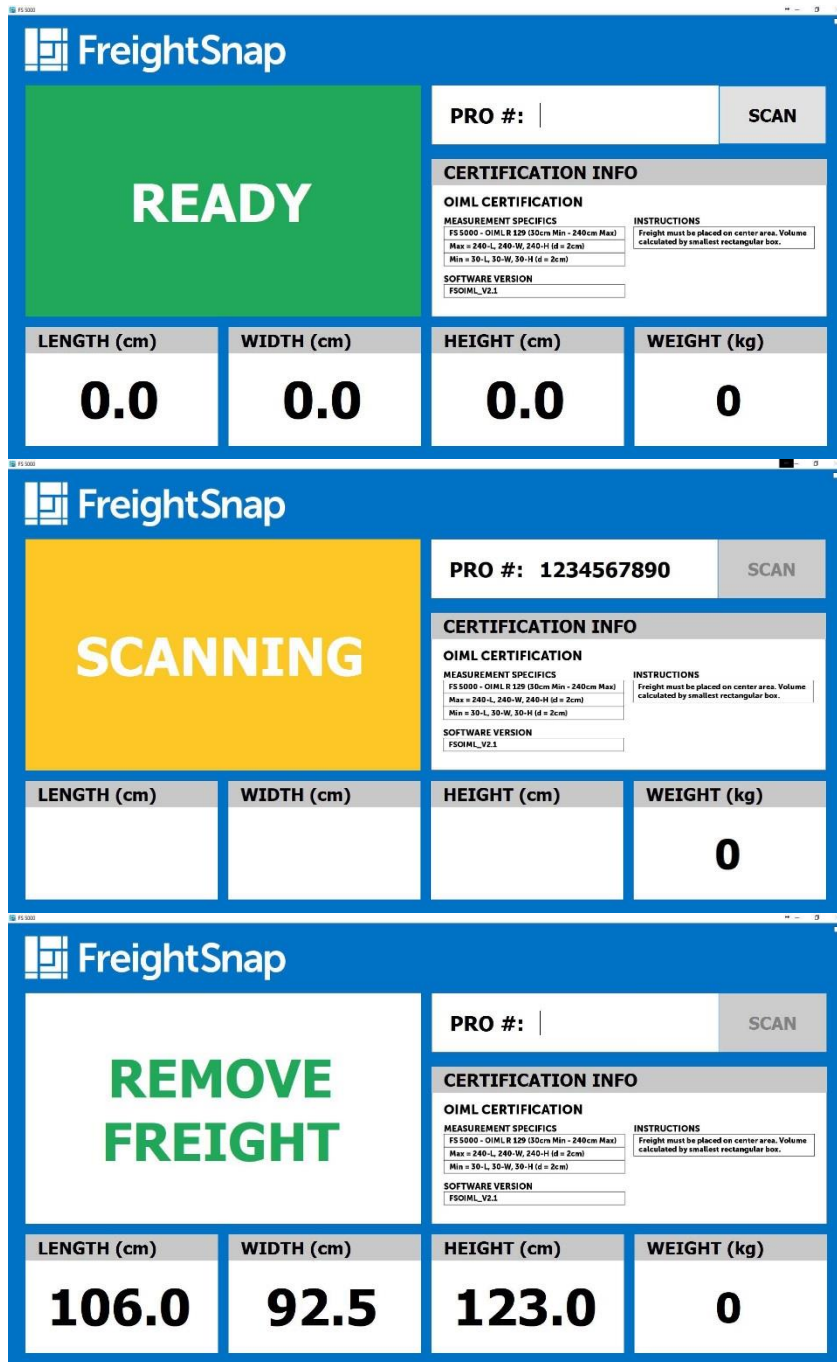 FS 5000
FreightSnap
READY
PRO #:
SCAN
CERTIFICATION INFO
OIML CERTIFICATION
MEASUREMENT SPECIFICS
FS 5000 - OIML R 129 (30cm Min - 240cm Max)
Max = 240-L, 240-W, 240-H (d = 2cm)
Min = 30-L, 30-W, 30-H (d = 2cm)
SOFTWARE VERSION
FSOIML_V2.1
INSTRUCTIONS
Freight must be placed on center area. Volume
calculated by smallest rectangular box.
LENGTH (cm)
0.0
WIDTH (cm)
0.0
HEIGHT (cm)
0.0
WEIGHT (kg)
0
FS 5000
FreightSnap
SCANNING
PRO #: 1234567890
SCAN
CERTIFICATION INFO
OIML CERTIFICATION
MEASUREMENT SPECIFICS
FS 5000 - OIML R 129 (30cm Min - 240cm Max)
Max = 240-L, 240-W, 240-H (d = 2cm)
Min = 30-L, 30-W, 30-H (d = 2cm)
SOFTWARE VERSION
FSOIML_V2.1
INSTRUCTIONS
Freight must be placed on center area. Volume
calculated by smallest rectangular box.
LENGTH (cm)
WIDTH (cm)
HEIGHT (cm)
WEIGHT (kg)
0
FS 5000
FreightSnap
REMOVE
FREIGHT
PRO #:
SCAN
CERTIFICATION INFO
OIML CERTIFICATION
MEASUREMENT SPECIFICS
FS 5000 - OIML R 129 (30cm Min - 240cm Max)
Max = 240-L, 240-W, 240-H (d = 2cm)
Min = 30-L, 30-W, 30-H (d = 2cm)
SOFTWARE VERSION
FSOIML_V2.1
INSTRUCTIONS
Freight must be placed on center area. Volume
calculated by smallest rectangular box.
LENGTH (cm)
106.0
WIDTH (cm)
92.5
HEIGHT (cm)
123.0
WEIGHT (kg)
0